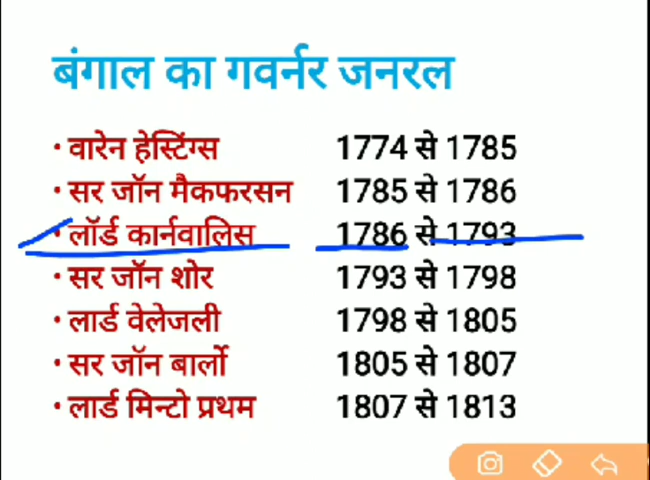 बंगाल का गवर्नर जनरल
• वारेन हेस्टिंग्स 1774 से 1785
• सर जॉन मैकफरसन 1785 से 1786
• लॉर्ड कार्नवालिस 1786 से 1793
• सर जॉन शोर 1793 से 1798
• लार्ड वेलेजली 1798 से 1805
• सर जॉन बार्लो 1805 से 1807
• लार्ड मिन्टो प्रथम 1807 से 1813